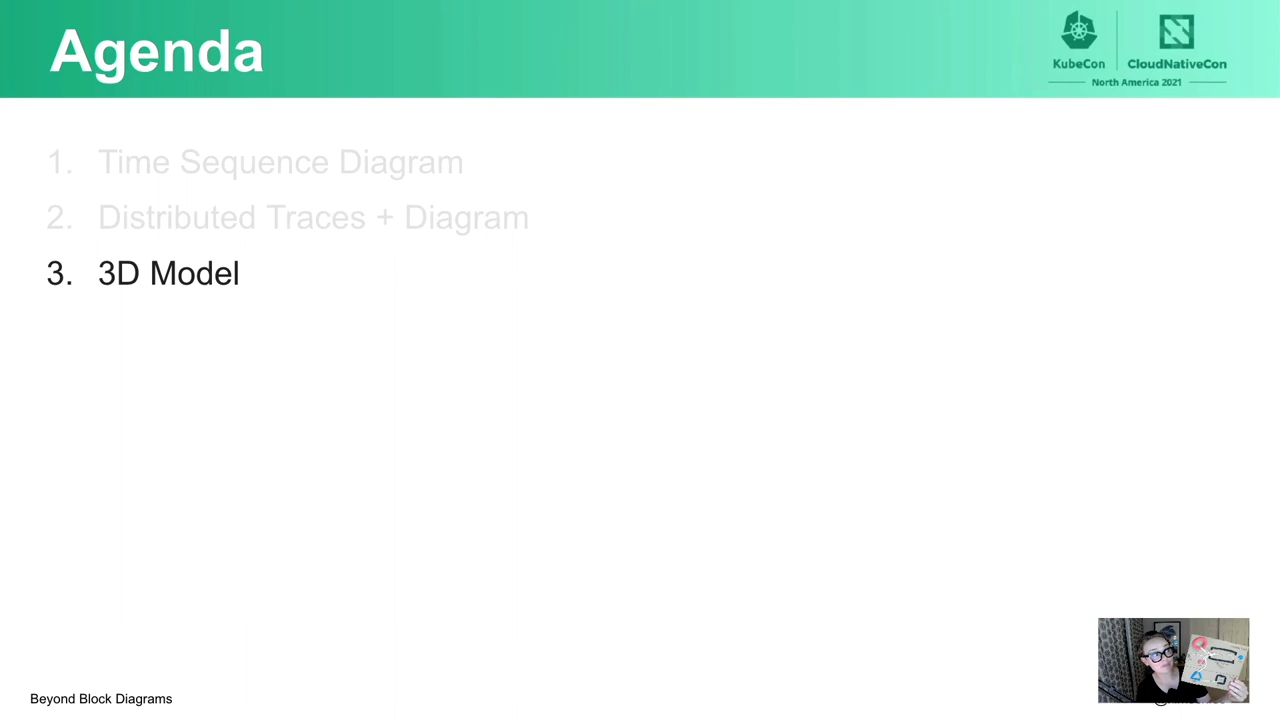 Agenda
KubeCon
CloudNativeCon
North America 2021
1. Time Sequence Diagram
2. Distributed Traces + Diagram
3. 3D Model
Beyond Block Diagrams